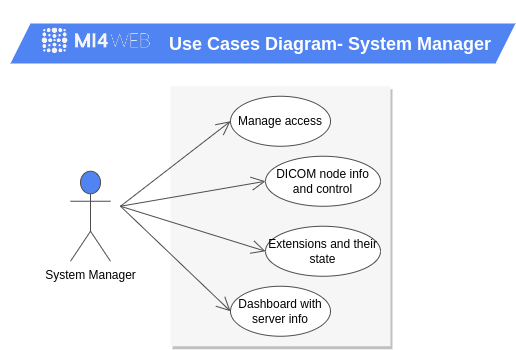 MI4WEB Use Cases Diagram- System Manager
Manage access
DICOM node info
and control
Extensions and their
state
System Manager
Dashboard with
server info